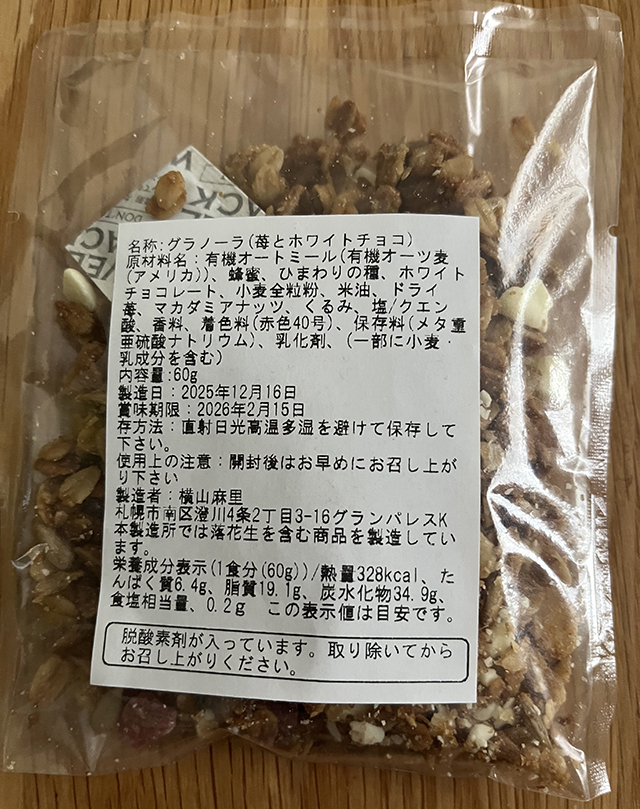 名称:グラノーラ(苺とホワイトチョコ)
原材料名:有機オートミール(有機オーツ麦
(アメリカ))、蜂蜜、ひまわりの種、ホワイト
チョコレート、小麦全粒粉、米油、ドライ
苺、マカダミアナッツ、くるみ、塩/クエン
酸、香料、着色料(赤色40号)、保存料(メタ重
亜硫酸ナトリウム)、乳化剤、(一部に小麦・
乳成分を含む)
内容量:60g
製造日:2025年12月16日
賞味期限:2026年2月15日
存方法:直射日光高温多湿を避けて保存して
下さい。
使用上の注意:開封後はお早めにお召し上が
り下さい
製造者:横山麻里
札幌市南区澄川4条2丁目3-16グランパレスK
本製造所では落花生を含む商品を製造してい
ます。
栄養成分表示(1食分(60g))/熱量328kcal、た
んぱく質6.4g、脂質19.1g、炭水化物34.9g、
食塩相当量、0.2g この表示値は目安です。
脱酸素剤が入っています。取り除いてから
お召し上がりください。